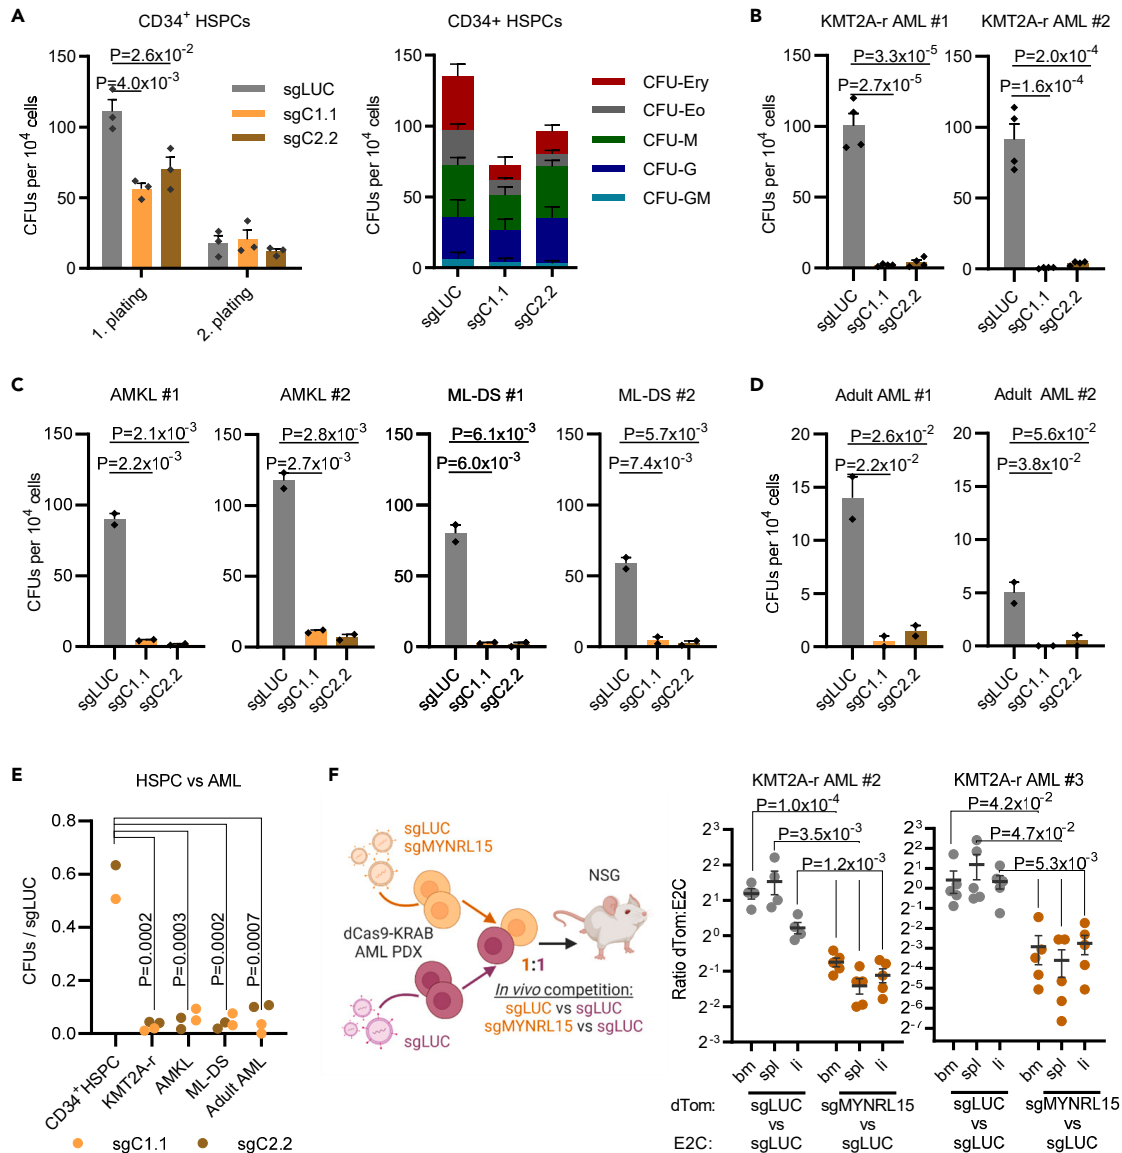 A
CD34+ HSPCs
CFUs per 10^4 cells
150
100
50
0
P=2.6x10^-2
P=4.0x10^-3
sgLUC
sgC1.1
sgC2.2
1. plating
2. plating
CD34+ HSPCs
CFUs per 10^4 cells
150
100
50
0
CFU-Ery
CFU-Eo
CFU-M
CFU-G
CFU-GM
sgLUC
sgC1.1
sgC2.2
B
KMT2A-r AML #1
CFUs per 10^4 cells
150
100
50
0
P=3.3x10^-5
P=2.7x10^-5
sgLUC
sgC1.1
sgC2.2
KMT2A-r AML #2
150
100
50
0
P=2.0x10^-4
P=1.6x10^-4
sgLUC
sgC1.1
sgC2.2
C
AMKL #1
CFUs per 10^4 cells
150
100
50
0
P=2.1x10^-3
P=2.2x10^-3
sgLUC
sgC1.1
sgC2.2
AMKL #2
150
100
50
0
P=2.8x10^-3
P=2.7x10^-3
sgLUC
sgC1.1
sgC2.2
ML-DS #1
150
100
50
0
P=6.1x10^-3
P=6.0x10^-3
sgLUC
sgC1.1
sgC2.2
ML-DS #2
150
100
50
0
P=5.7x10^-3
P=7.4x10^-3
sgLUC
sgC1.1
sgC2.2
D
Adult AML #1
CFUs per 10^4 cells
20
15
10
5
0
P=2.6x10^-2
P=2.2x10^-2
sgLUC
sgC1.1
sgC2.2
Adult AML #2
20
15
10
5
0
P=5.6x10^-2
P=3.8x10^-2
sgLUC
sgC1.1
sgC2.2
E
HSPC vs AML
CFUs / sgLUC
0.8
0.6
0.4
0.2
0.0
P=0.0002
P=0.0003
P=0.0002
P=0.0007
CD34+HSPC
KMT2A-r
AMKL
ML-DS
Adult AML
sgC1.1
sgC2.2
F
sgLUC
sgMYNRL15
dCas9-KRAB
AML PDX
sgLUC
1:1
NSG
In vivo competition:
sgLUC vs sgLUC
sgMYNRL15 vs sgLUC
KMT2A-r AML #2
Ratio dTom:E2C
2^3
2^2
2^1
2^0
2^-1
2^-2
2^-3
P=1.0x10^-4
P=3.5x10^-3
P=1.2x10^-3
bm
spl
li
bm
spl
li
dTom:
sgLUC
sgMYNRL15
vs
vs
E2C:
sgLUC
sgLUC
KMT2A-r AML #3
2^3
2^2
2^1
2^0
2^-1
2^-2
2^-3
2^-4
2^-5
2^-6
2^-7
P=4.2x10^-2
P=4.7x10^-2
P=5.3x10^-3
bm
spl
li
bm
spl
li
sgLUC
sgMYNRL15
vs
vs
sgLUC
sgLUC